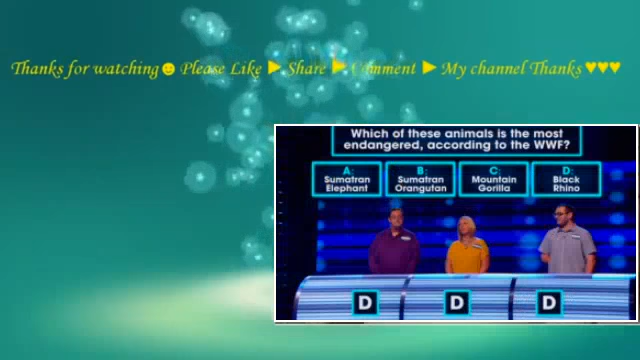 Thanks for watching☻Please Like ► Share ► Comment ► My channel Thanks ♥♥♥
Which of these animals is the most
endangered, according to the WWF?
A:
Sumatran
Elephant
B:
Sumatran
Orangutan
C:
Mountain
Gorilla
D:
Black
Rhino
D
D
D